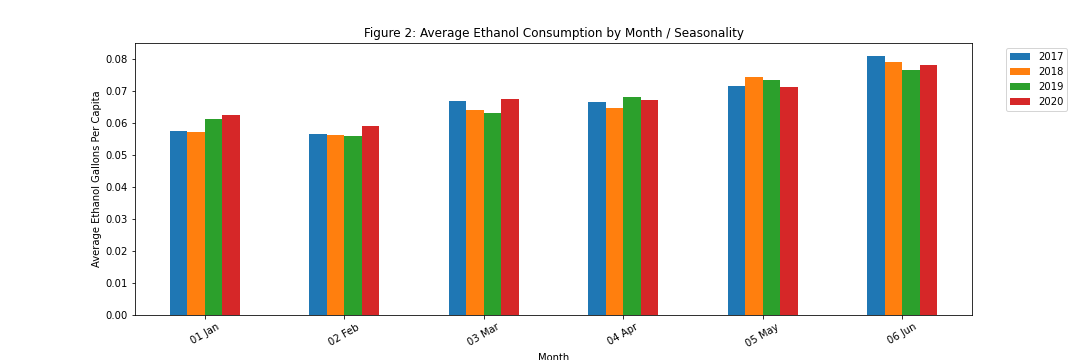 Figure 2: Average Ethanol Consumption by Month / Seasonality
2017
2018
2019
2020
Average Ethanol Gallons Per Capita
0.08
0.07
0.06
0.05
0.04
0.03
0.02
0.01
0.00
01 Jan
02 Feb
03 Mar
04 Apr
05 May
06 Jun
Month